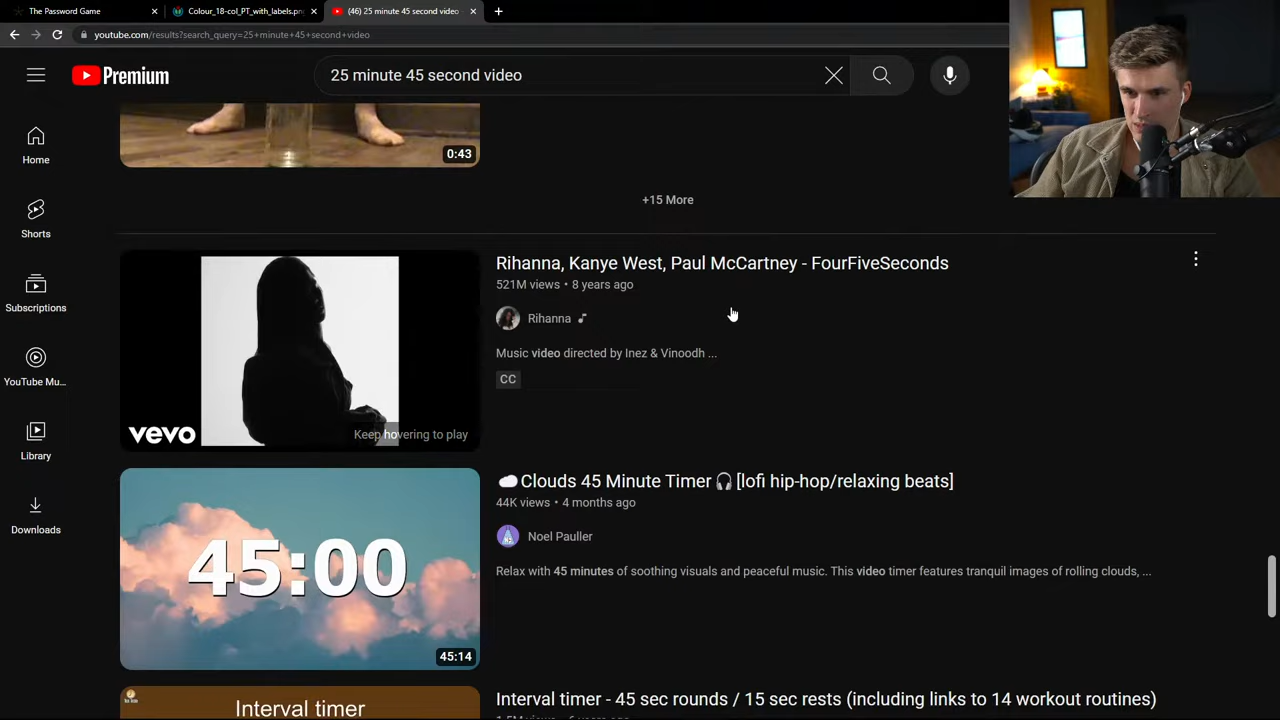 The Password Game
Colour_18-col_PT_with_labels.pn
(46) 25 minute 45 second video
youtube.com/results?search_query=25+minute+45+second+video
Premium
25 minute 45 second video
Home
Shorts
Subscriptions
YouTube Mu...
Library
Downloads
0:43
+15 More
Rihanna, Kanye West, Paul McCartney - FourFiveSeconds
521M views • 8 years ago
Rihanna
Music video directed by Inez & Vinoodh ...
CC
vevo
Keep hovering to play
Clouds 45 Minute Timer [lofi hip-hop/relaxing beats]
44K views • 4 months ago
Noel Pauller
Relax with 45 minutes of soothing visuals and peaceful music. This video timer features tranquil images of rolling clouds, ...
45:00
45:14
Interval timer - 45 sec rounds / 15 sec rests (including links to 14 workout routines)
Interval timer